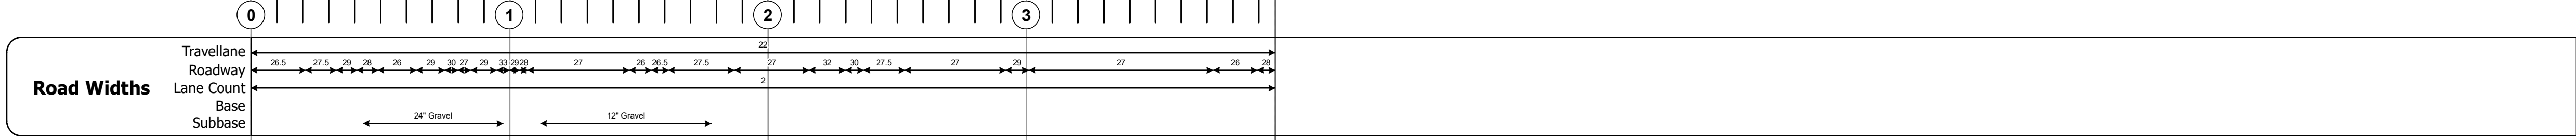 0 1 2 3
Road Widths
Travellane 22
Roadway 26.5 27.5 29 28 26 29 30 27 29 33 29 28 27 26 26.5 27.5 27 32 30 27.5 27 29 27 26 28
Lane Count 2
Base
Subbase 24" Gravel 12" Gravel